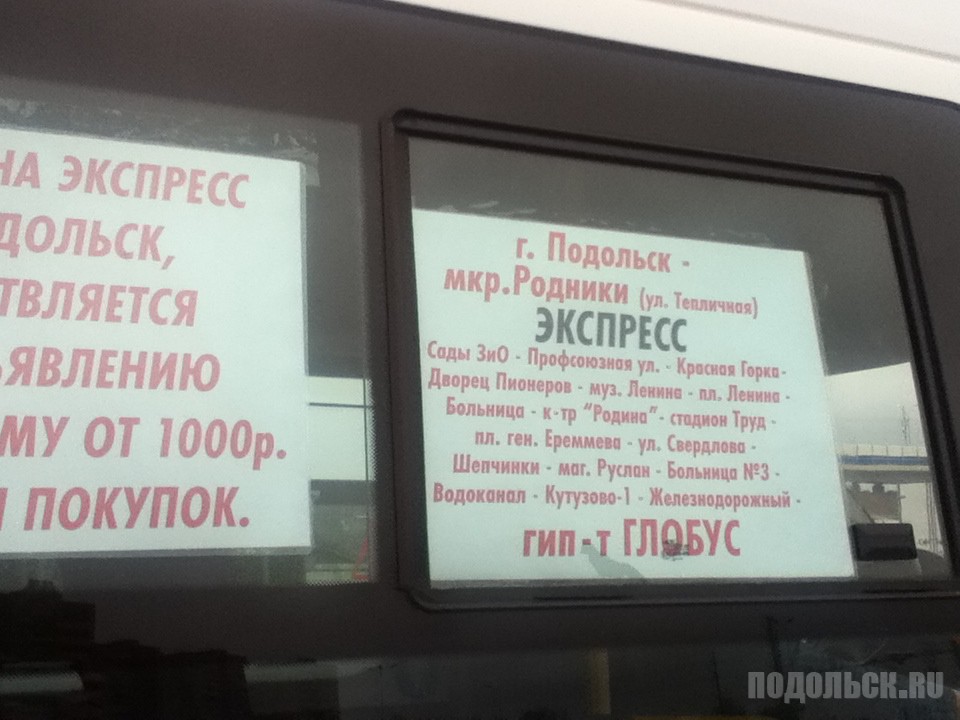 НА ЭКСПРЕСС
ДОЛЬСК,
ТВЛЯЕТСЯ
ЪЯВЛЕНИЮ
МУ ОТ 1000р.
ПОКУПОК.
г. Подольск -
мкр.Родники (ул. Тепличная)
ЭКСПРЕСС
Сады ЗиО - Профсоюзная ул. - Красная Горка-
Дворец Пионеров - муз. Ленина - пл. Ленина -
Больница - к-тр "Родина"- стадион Труд -
пл. ген. Ереммева - ул. Свердлова -
Шепчинки - маг. Руслан - Больница №3 -
Водоканал - Кутузово-1 - Железнодорожный -
гип-т ГЛОБУС
ПОДОЛЬСК.RU